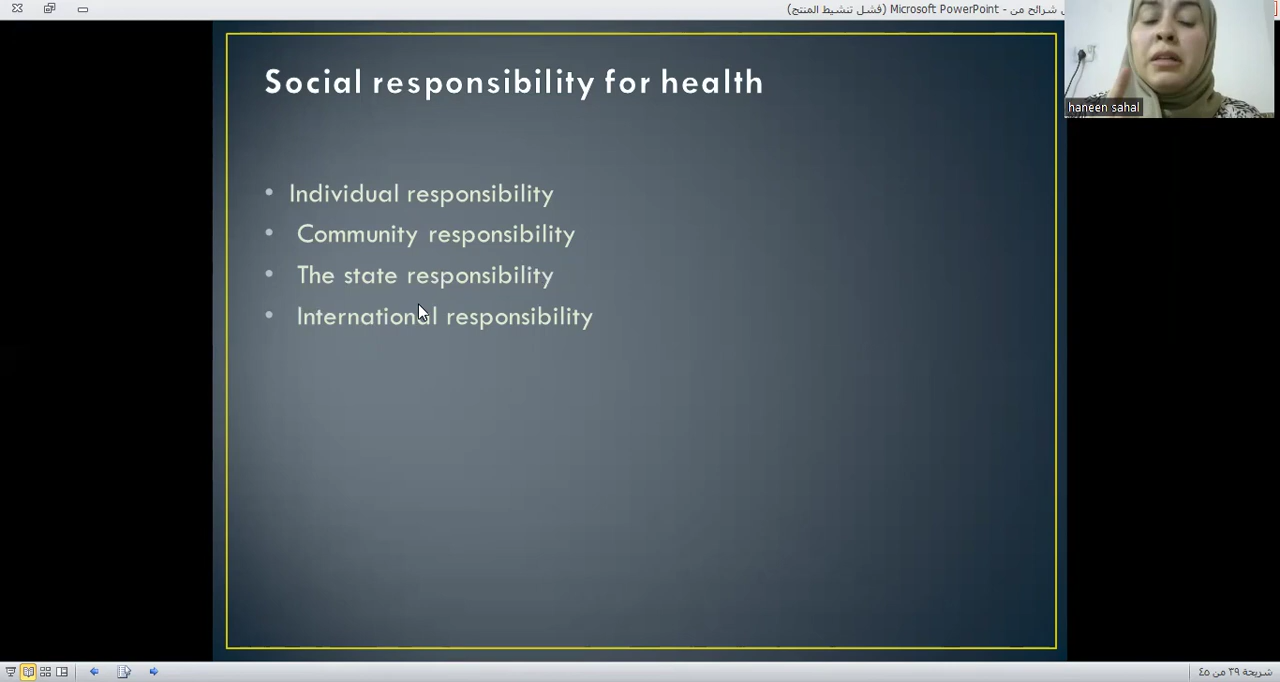 شرائح من - Microsoft PowerPoint (فشل تنشيط المنتج)
haneen sahal
Social responsibility for health
• Individual responsibility
• Community responsibility
• The state responsibility
• International responsibility
شريحة ٣٩ من ٤٥